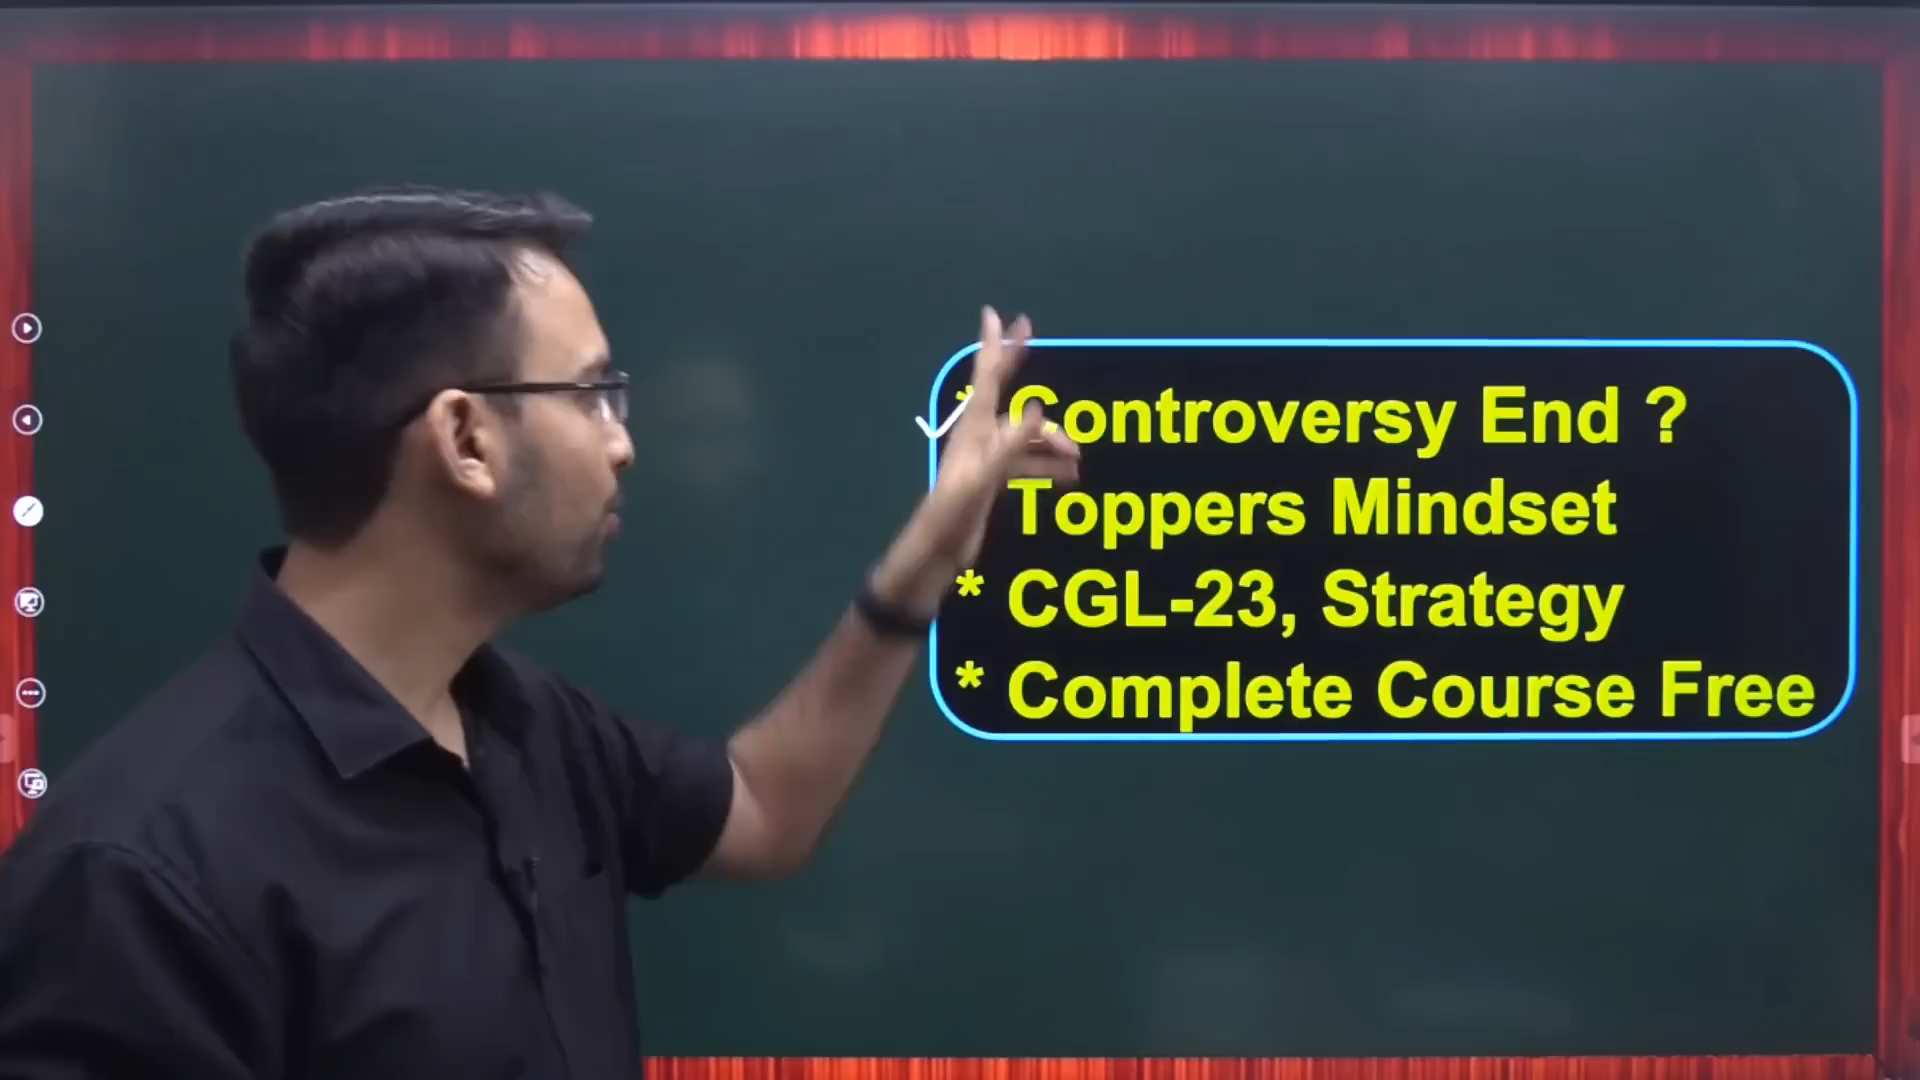 * Controversy End ?
Toppers Mindset
* CGL-23, Strategy
* Complete Course Free